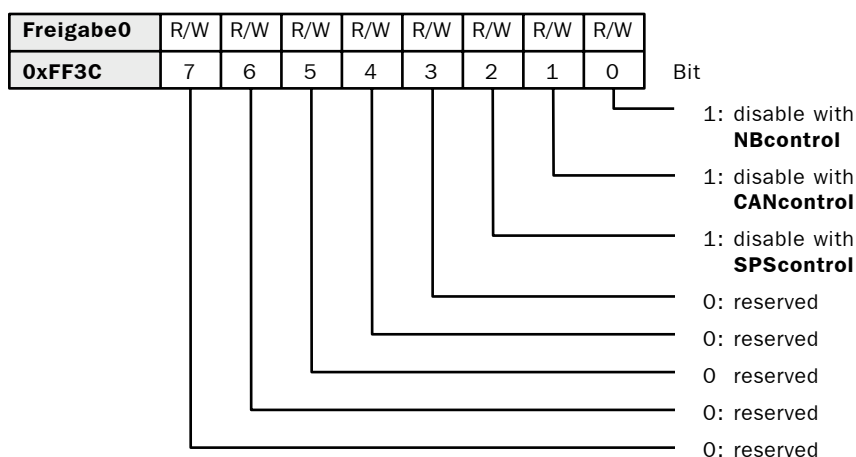 Freigabe0 R/W R/W R/W R/W R/W R/W R/W R/W
0xFF3C 7 6 5 4 3 2 1 0 Bit
1: disable with
NBcontrol
1: disable with
CANcontrol
1: disable with
SPScontrol
0: reserved
0: reserved
0 reserved
0: reserved
0: reserved